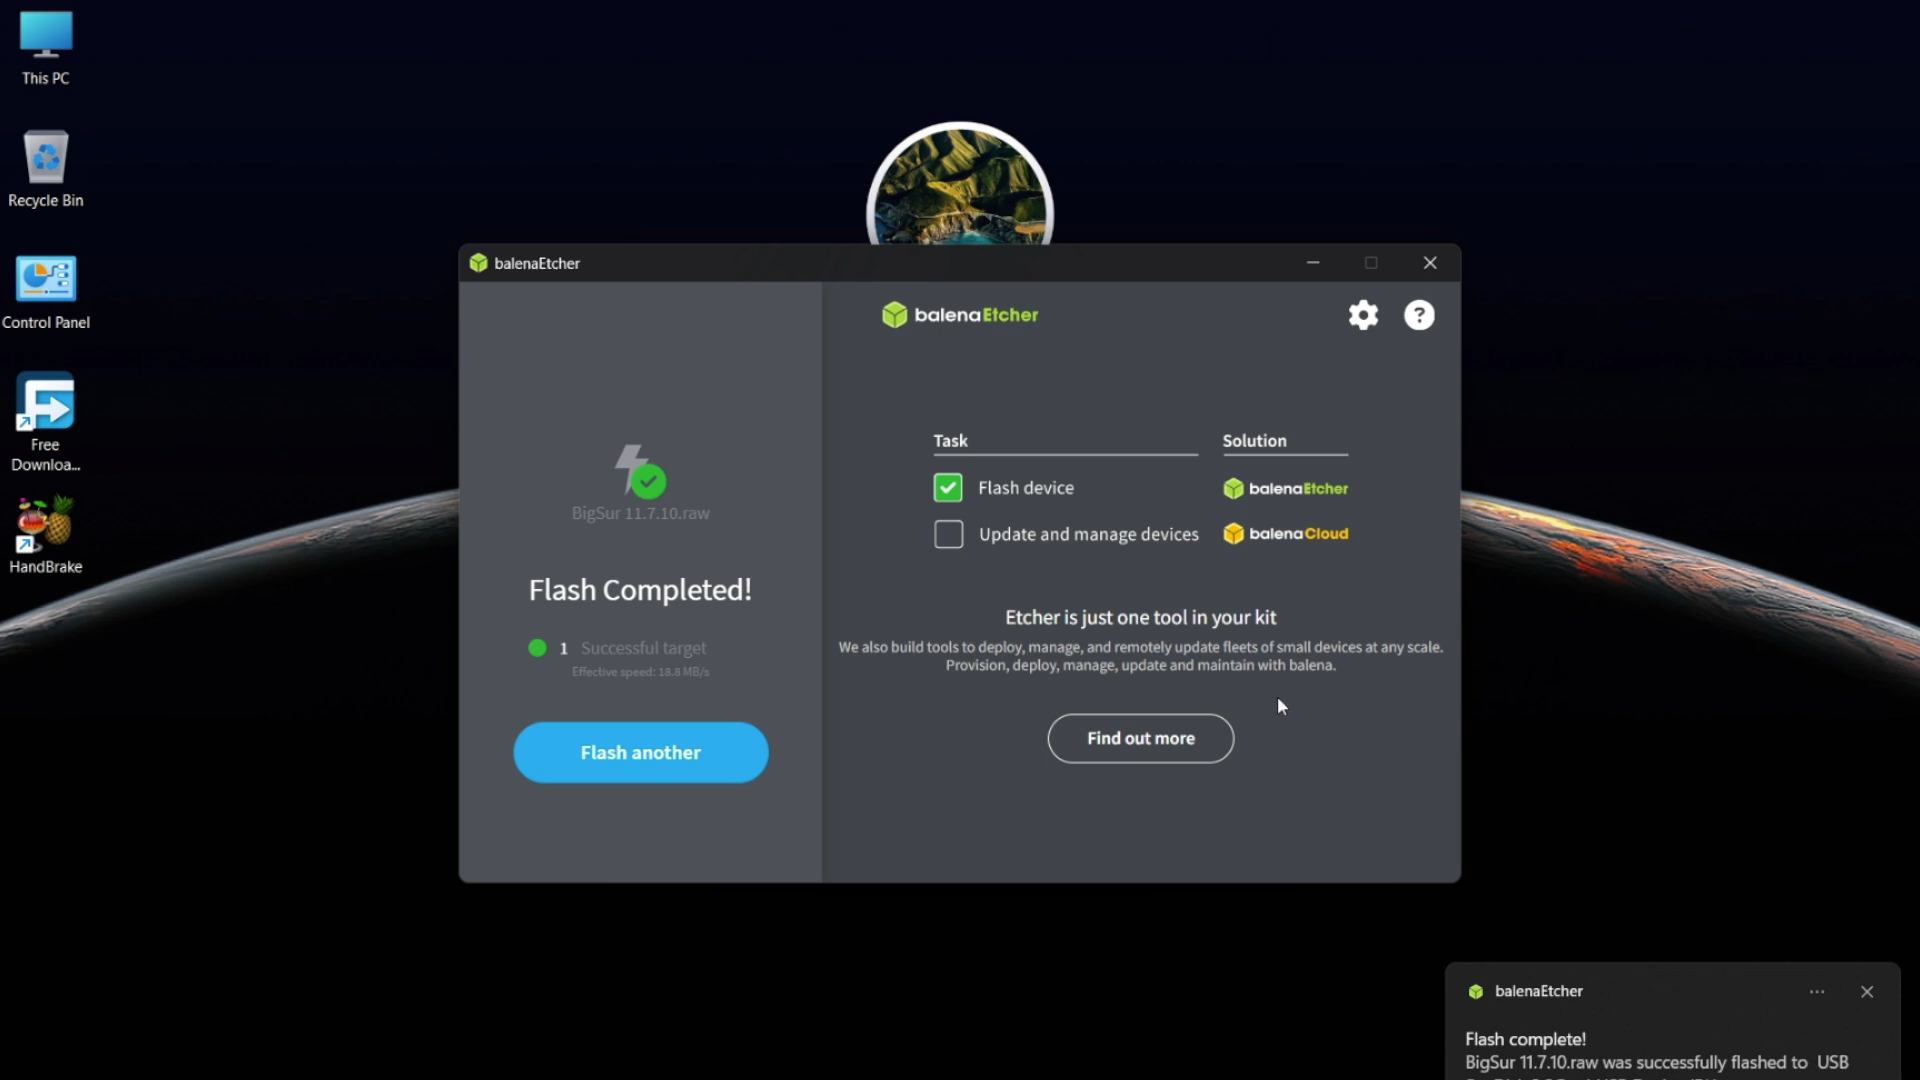 This PC
Recycle Bin
Control Panel
Free
Downloa...
HandBrake
balenaEtcher
balenaEtcher
?
BigSur 11.7.10.raw
Flash Completed!
1 Successful target
Effective speed: 18.8 MB/s
Flash another
Task Solution
Flash device balenaEtcher
Update and manage devices balenaCloud
Etcher is just one tool in your kit
We also build tools to deploy, manage, and remotely update fleets of small devices at any scale.
Provision, deploy, manage, update and maintain with balena.
Find out more
balenaEtcher
Flash complete!
BigSur 11.7.10.raw was successfully flashed to USB